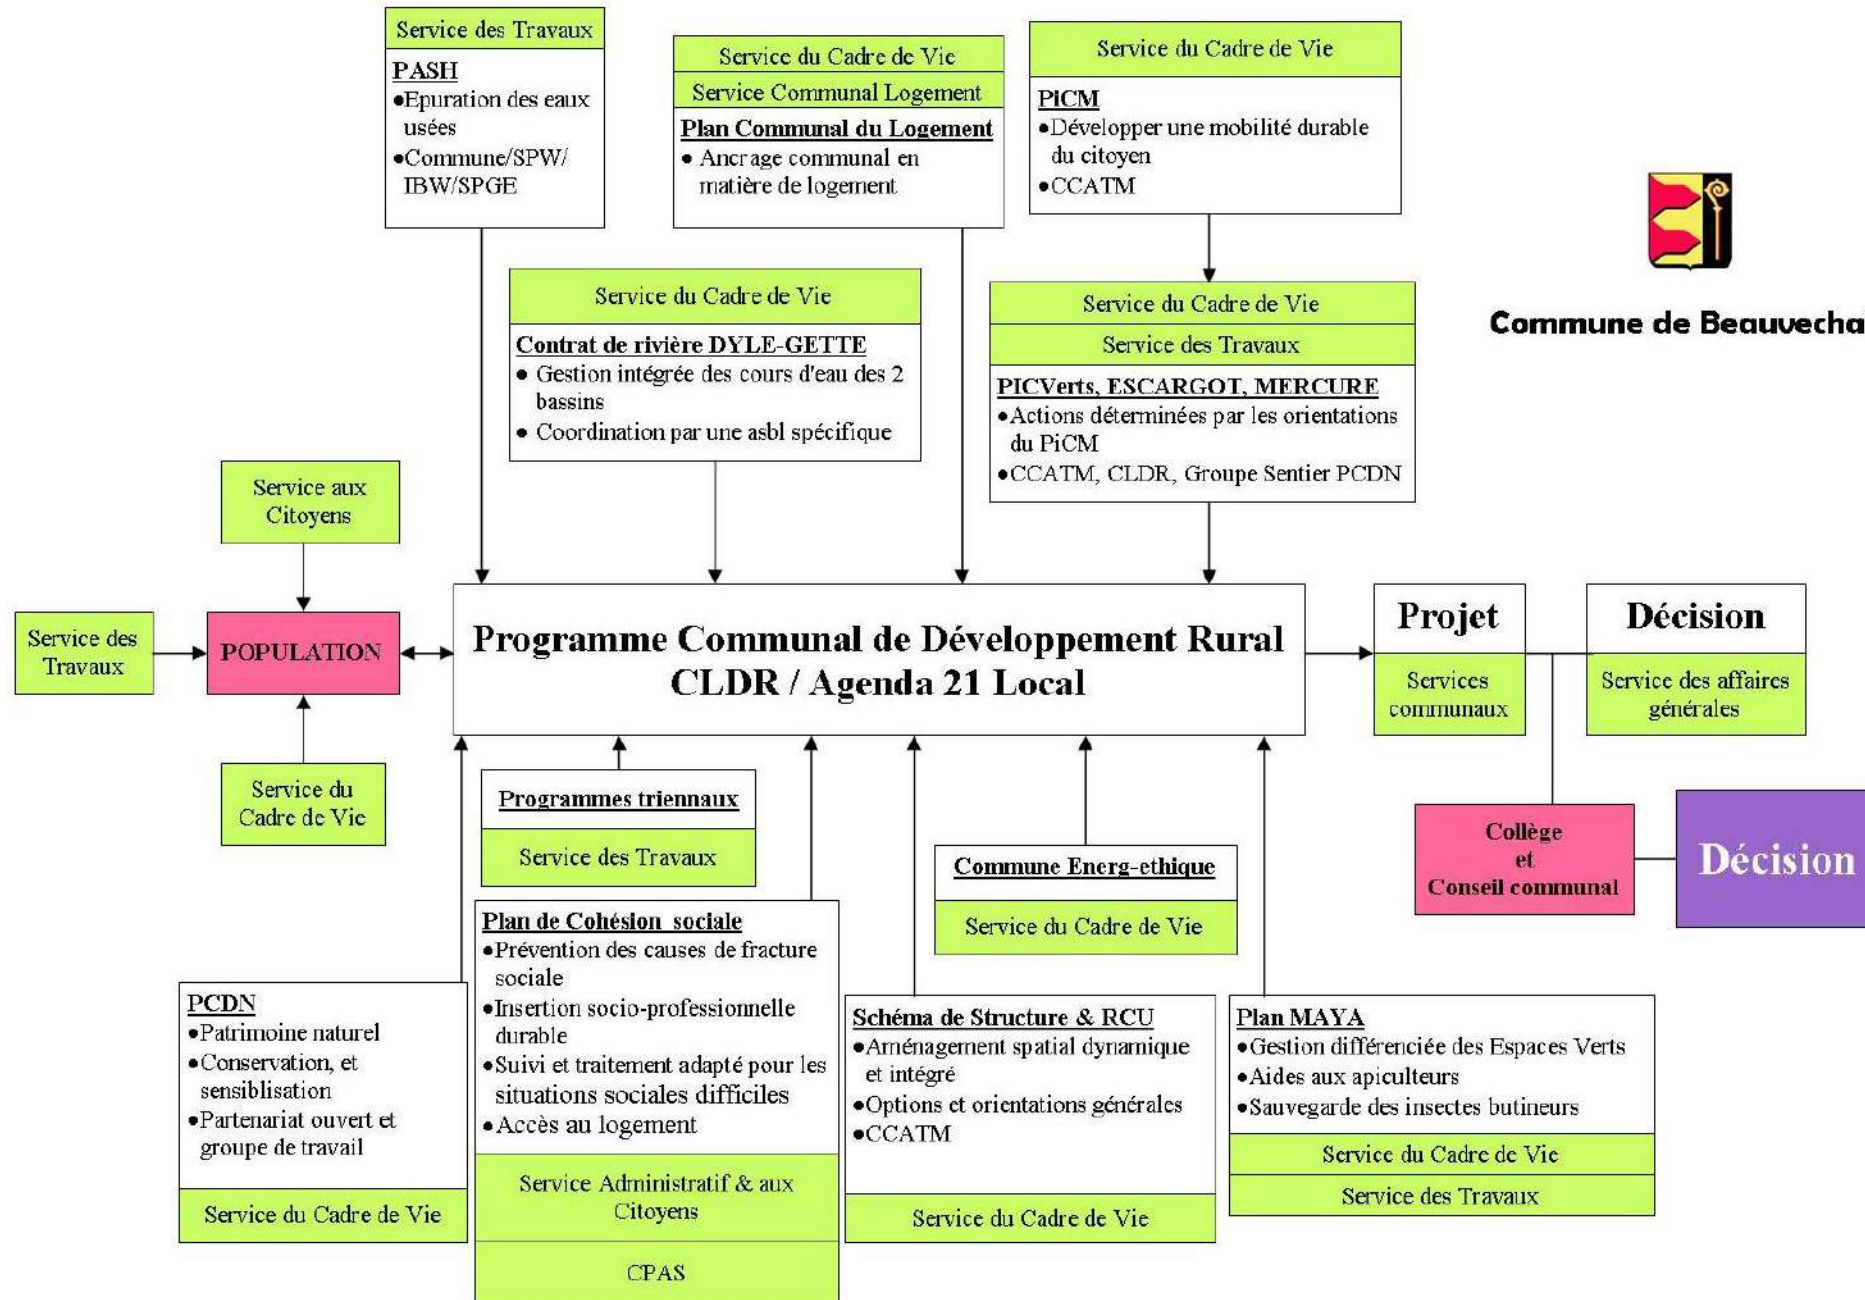 Service des Travaux
PASH
●Epuration des eaux
usées
●Commune/SPW/
IBW/SPGE
Service du Cadre de Vie
Service Communal Logement
Plan Communal du Logement
● Ancrage communal en
matière de logement
Service du Cadre de Vie
PiCM
●Développer une mobilité durable
du citoyen
●CCATM
Commune de Beauvecha
Service du Cadre de Vie
Contrat de rivière DYLE-GETTE
● Gestion intégrée des cours d'eau des 2
bassins
● Coordination par une asbl spécifique
Service du Cadre de Vie
Service des Travaux
PICVerts, ESCARGOT, MERCURE
●Actions déterminées par les orientations
du PiCM
●CCATM, CLDR, Groupe Sentier PCDN
Service aux
Citoyens
Service des
Travaux
POPULATION
Service du
Cadre de Vie
Programme Communal de Développement Rural
CLDR / Agenda 21 Local
Projet
Services
communaux
Décision
Service des affaires
générales
Collège
et
Conseil communal
Décision
Programmes triennaux
Service des Travaux
Commune Energ-ethique
Service du Cadre de Vie
PCDN
●Patrimoine naturel
●Conservation, et
sensiblisation
●Partenariat ouvert et
groupe de travail
Service du Cadre de Vie
Plan de Cohésion sociale
●Prévention des causes de fracture
sociale
●Insertion socio-professionnelle
durable
●Suivi et traitement adapté pour les
situations sociales difficiles
●Accès au logement
Service Administratif & aux
Citoyens
CPAS
Schéma de Structure & RCU
●Aménagement spatial dynamique
et intégré
●Options et orientations générales
●CCATM
Service du Cadre de Vie
Plan MAYA
●Gestion différenciée des Espaces Verts
●Aides aux apiculteurs
●Sauvegarde des insectes butineurs
Service du Cadre de Vie
Service des Travaux